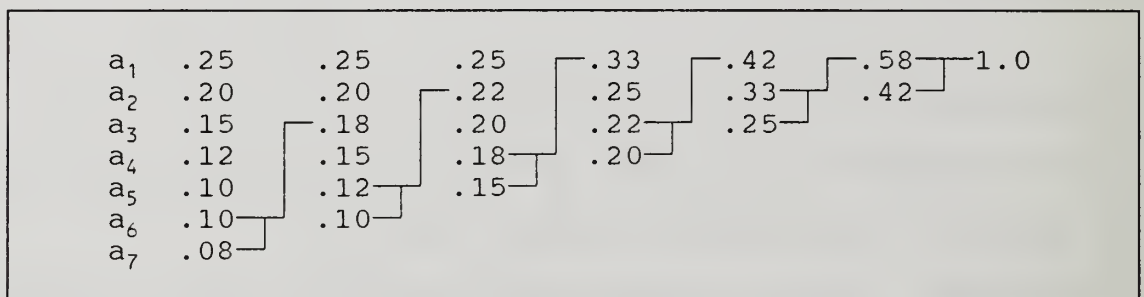 a₁ .25 .25 .25 .33 .42 .58 1.0
a₂ .20 .20 .22 .25 .33 .42
a₃ .15 .18 .20 .22 .25
a₄ .12 .15 .18 .20
a₅ .10 .12 .15
a₆ .10 .10
a₇ .08